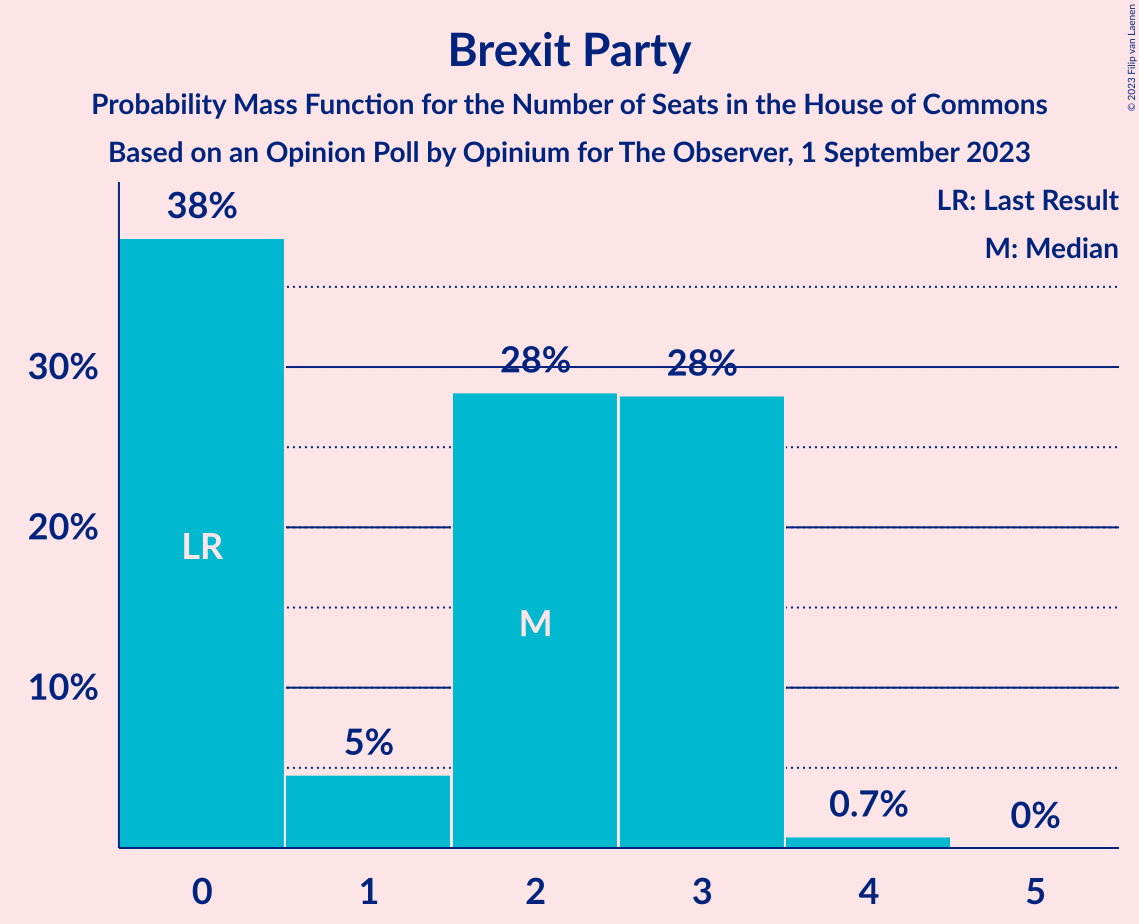 Brexit Party
Probability Mass Function for the Number of Seats in the House of Commons
Based on an Opinion Poll by Opinium for The Observer, 1 September 2023
© 2023 Filip van Laenen
LR: Last Result
M: Median
38%
28%
28%
5%
0.7%
0%
30%
20%
10%
LR
M
0 1 2 3 4 5